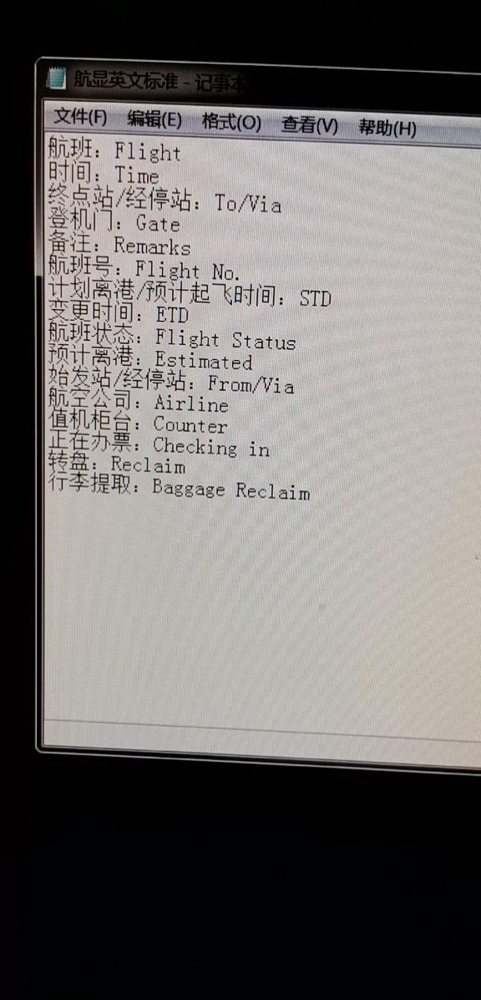 航显英文标准 - 记事本
文件(F) 编辑(E) 格式(O) 查看(V) 帮助(H)
航班: Flight
时间: Time
终点站/经停站: To/Via
登机门: Gate
备注: Remarks
航班号: Flight No.
计划离港/预计起飞时间: STD
变更时间: ETD
航班状态: Flight Status
预计离港: Estimated
始发站/经停站: From/Via
航空公司: Airline
值机柜台: Counter
正在办票: Checking in
转盘: Reclaim
行李提取: Baggage Reclaim